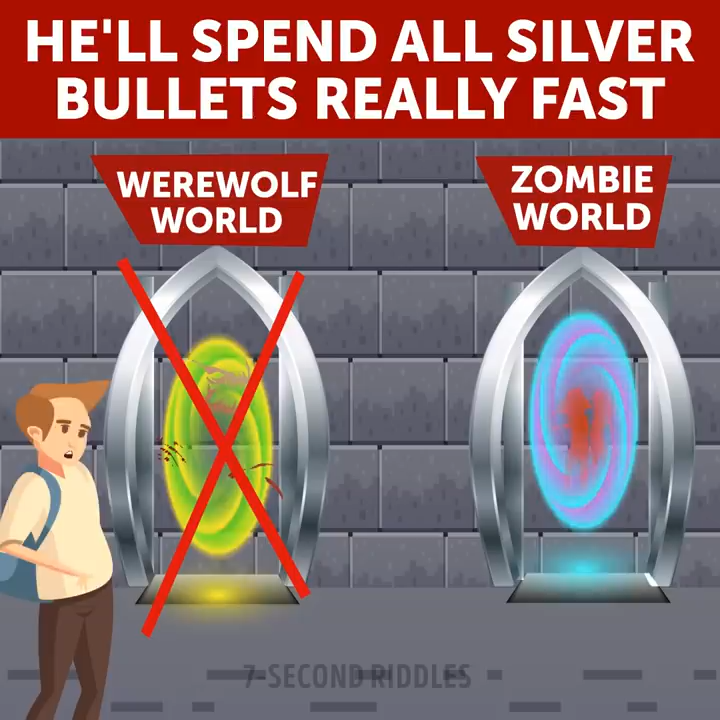 HE'LL SPEND ALL SILVER
BULLETS REALLY FAST
WEREWOLF
WORLD
ZOMBIE
WORLD
7-SECOND RIDDLES